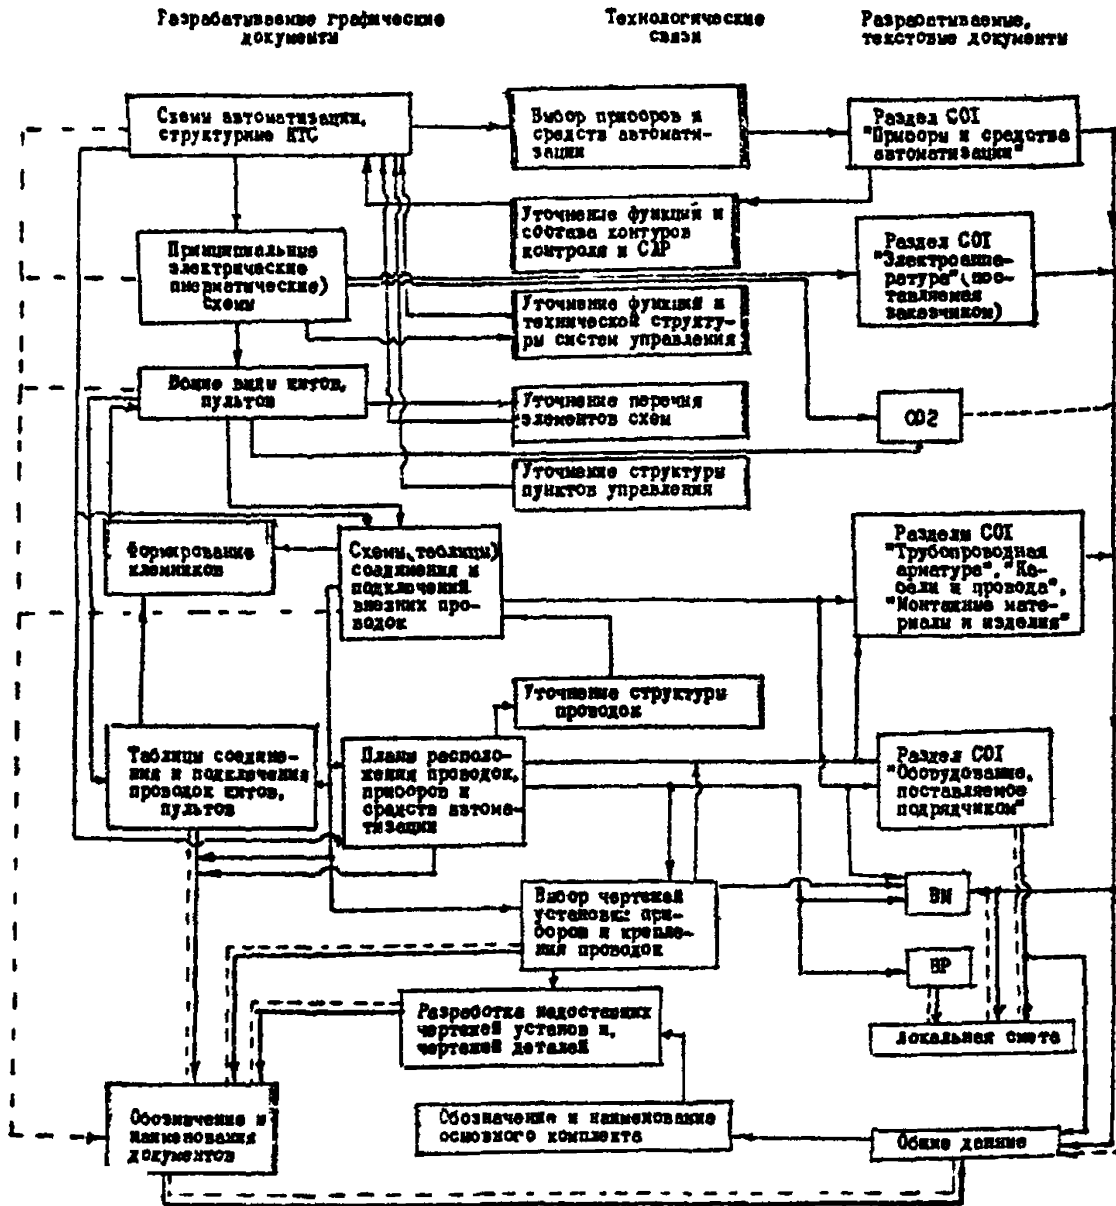 Разрабатываемые графические
документы
Технологические
связи
Разрабатываемые,
текстовые документы
Схемы автоматизации,
структурные КТС
Выбор приборов и
средств автомати-
зации
Раздел СО1
"Приборы и средства
автоматизации"
Уточнение функций и
состава контуров
контроля и САР
Принципиальные
электрические
пневматические)
схемы
Раздел СО1
"Электроаппа-
ратура" (пос-
тавляемая
заказчиком)
Уточнение функций и
технической структу-
ры систем управления
Общие виды щитов,
пультов
Уточнение перечня
элементов схем
СО2
Уточнение структуры
пунктов управления
Формирование
клеммников
Схемы(таблицы)
соединения и
подключений
внешних про-
водок
Разделы СО1
"Трубопроводная
арматура", "Ка-
бели и провода",
"Монтажные мате-
риалы и изделия"
Уточнение структуры
проводок
Таблицы соедине-
ния и подключения
проводок щитов,
пультов
Планы располо-
жения проводок,
приборов и
средств автома-
тизации
Раздел СО1
"Оборудование,
поставляемое
подрядчиком"
Выбор чертежей
установки при-
боров и крепле-
ния проводок
ВМ
ВР
Разработка недостающих
чертежей установ и,
чертежей деталей
локальная смета
Обозначение и
наименования
документов
Обозначение и наименование
основного комплекта
Общие данные